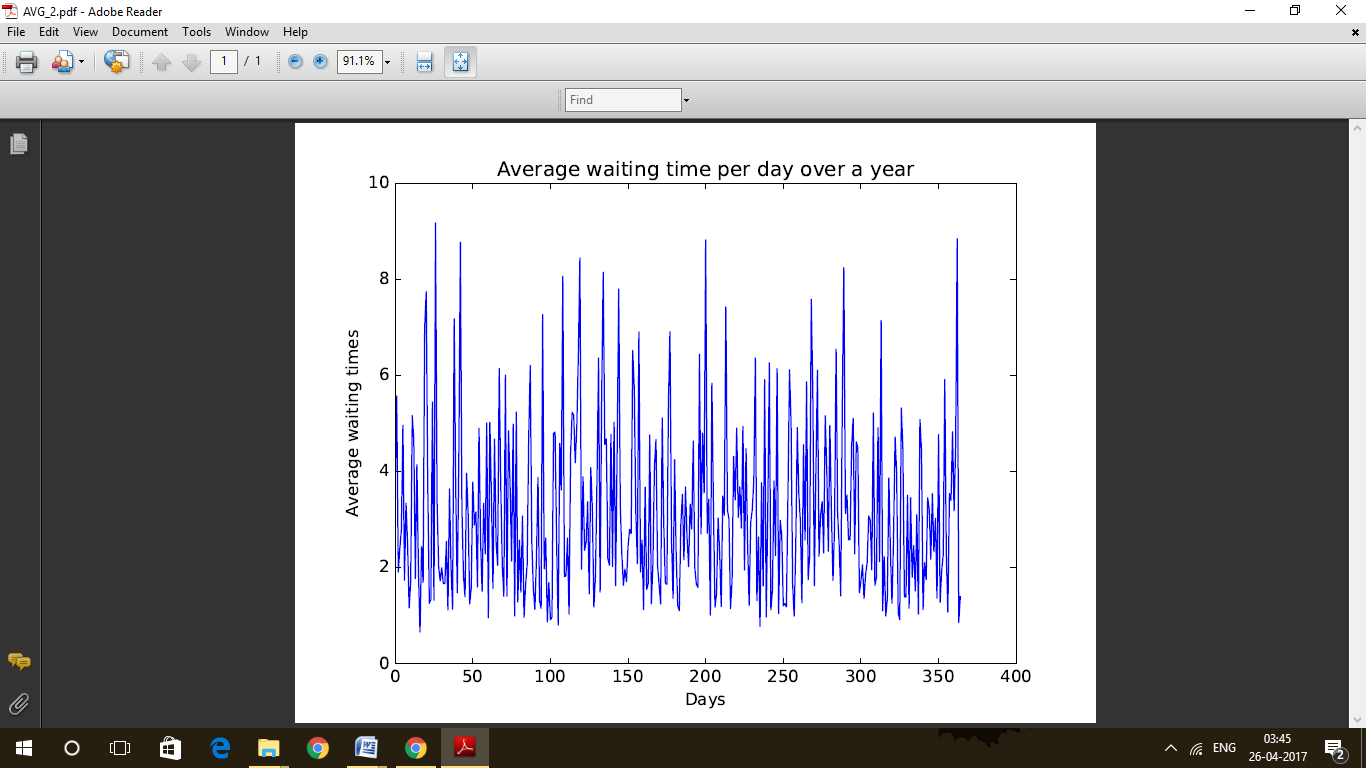 AVG_2.pdf - Adobe Reader
File Edit View Document Tools Window Help
1 / 1 91.1%
Find
Average waiting time per day over a year
10
8
6
4
2
0
Average waiting times
0 50 100 150 200 250 300 350 400
Days
ENG
03:45
26-04-2017
2